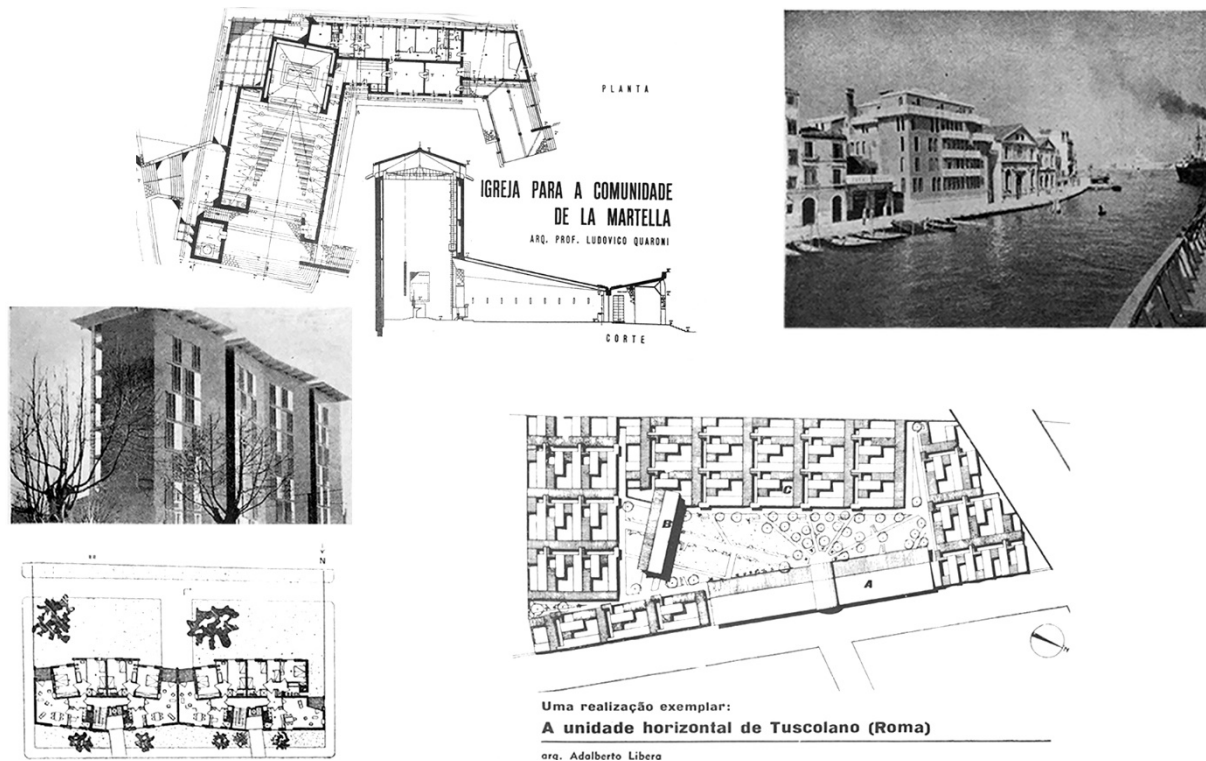 PLANTA
IGREJA PARA A COMUNIDADE
DE LA MARTELLA
ARQ. PROF. LUDOVICO QUARONI
CORTE
N
B
C
A
N
Uma realização exemplar:
A unidade horizontal de Tuscolano (Roma)
arq. Adalberto Libera